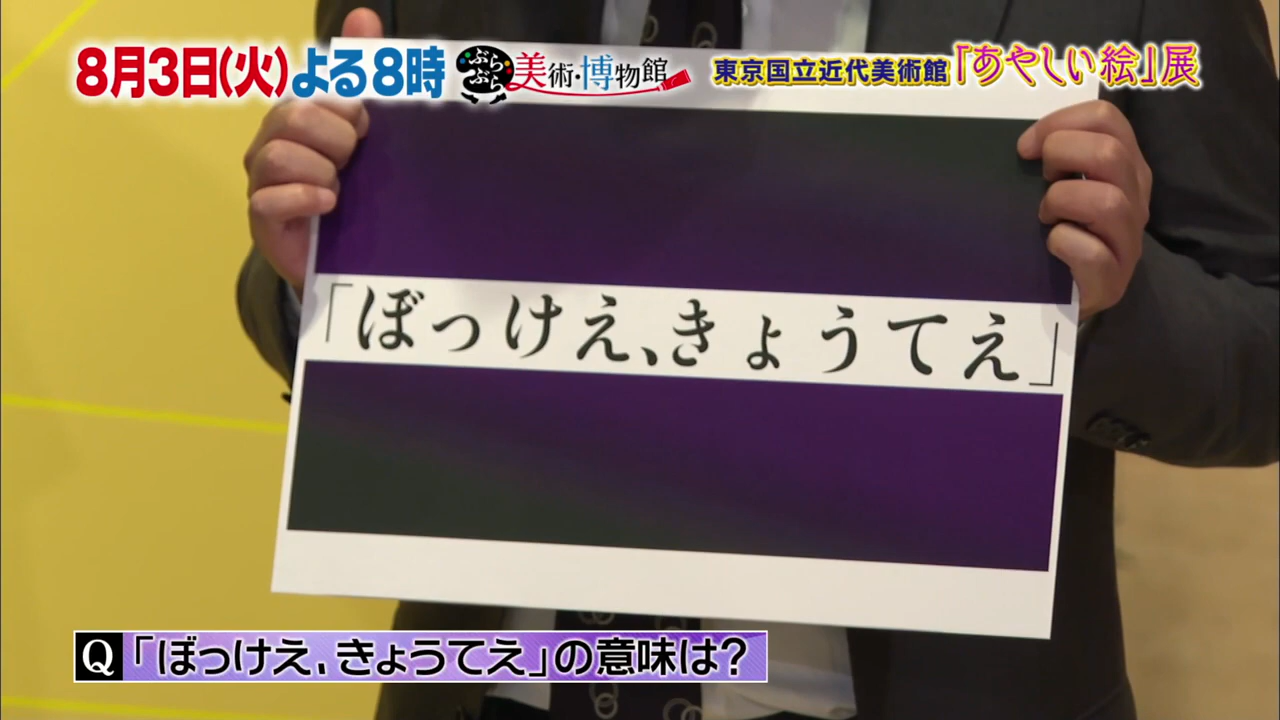 8月3日(火)よる8時
ぶらぶら美術・博物館
東京国立近代美術館「あやしい絵」展
「ぼっけえ、きょうてえ」
Q「ぼっけえ、きょうてえ」の意味は?